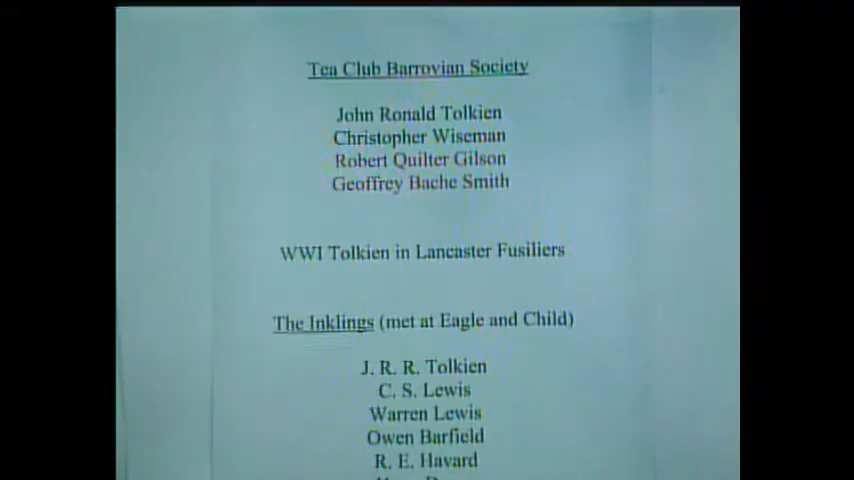 Tea Club Barrovian Society
John Ronald Tolkien
Christopher Wiseman
Robert Quilter Gilson
Geoffrey Bache Smith
WWI Tolkien in Lancaster Fusiliers
The Inklings (met at Eagle and Child)
J. R. R. Tolkien
C. S. Lewis
Warren Lewis
Owen Barfield
R. E. Havard